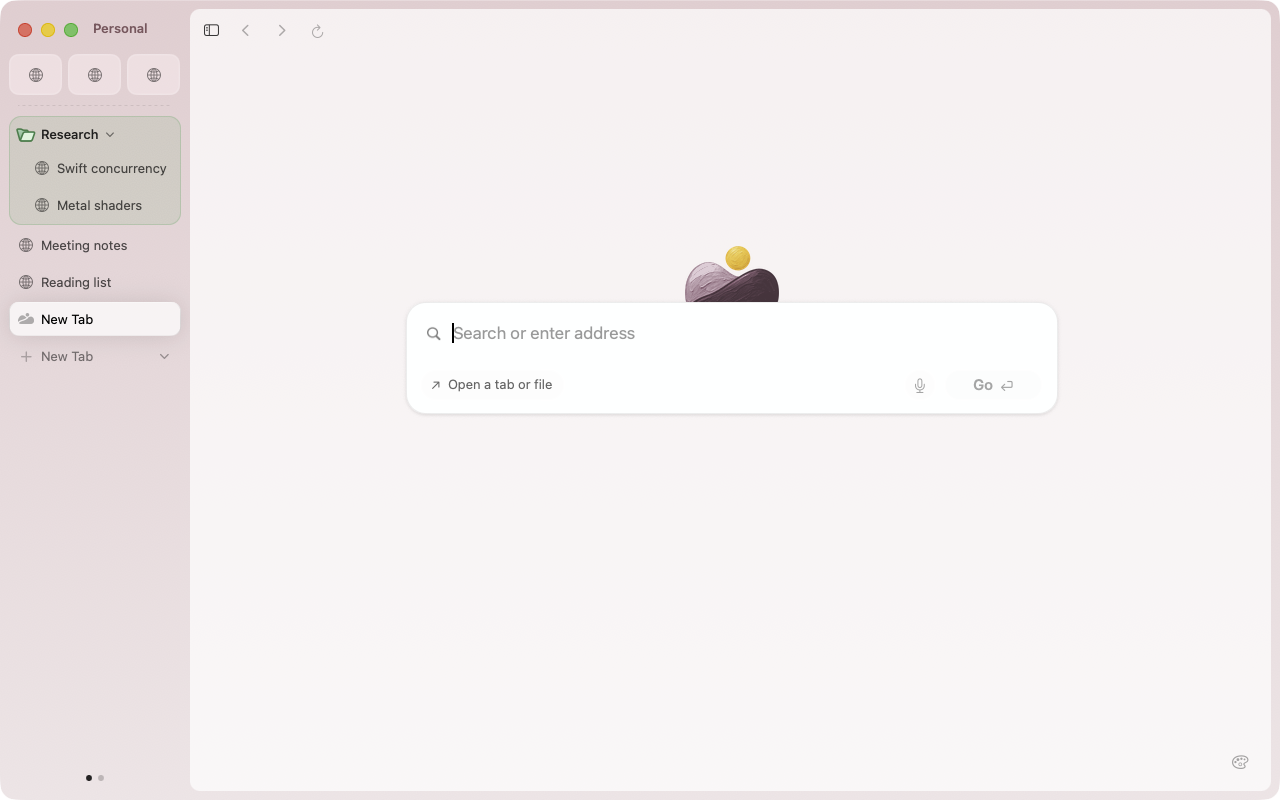 Personal
Research
Swift concurrency
Metal shaders
Meeting notes
Reading list
New Tab
New Tab
Search or enter address
Open a tab or file
Go